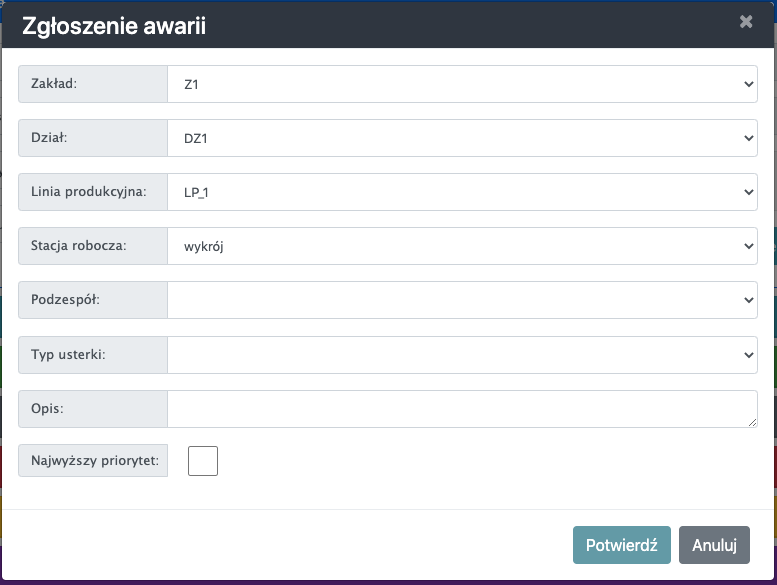 Zgłoszenie awarii
Zakład: Z1
Dział: DZ1
Linia produkcyjna: LP_1
Stacja robocza: wykrój
Podzespół:
Typ usterki:
Opis:
Najwyższy priorytet:
Potwierdź Anuluj